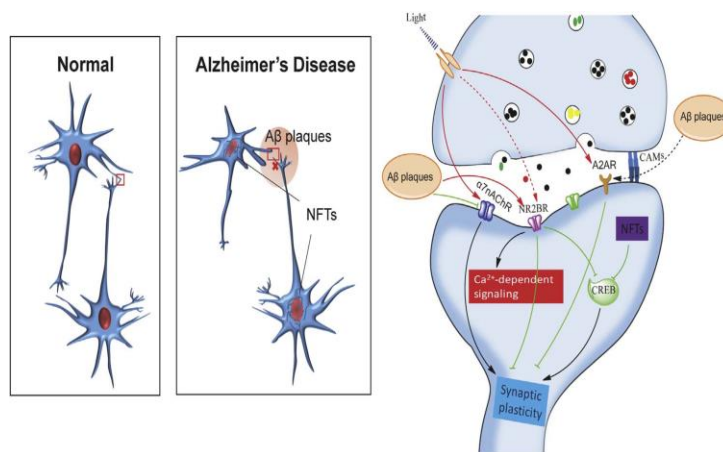 Normal
Alzheimer's Disease
Aβ plaques
NFTs
Light
Aβ plaques
A2AR
CAMs
Aβ plaques
α7nAChR
NR2BR
NFTs
Ca²⁺-dependent
signaling
CREB
Synaptic
plasticity